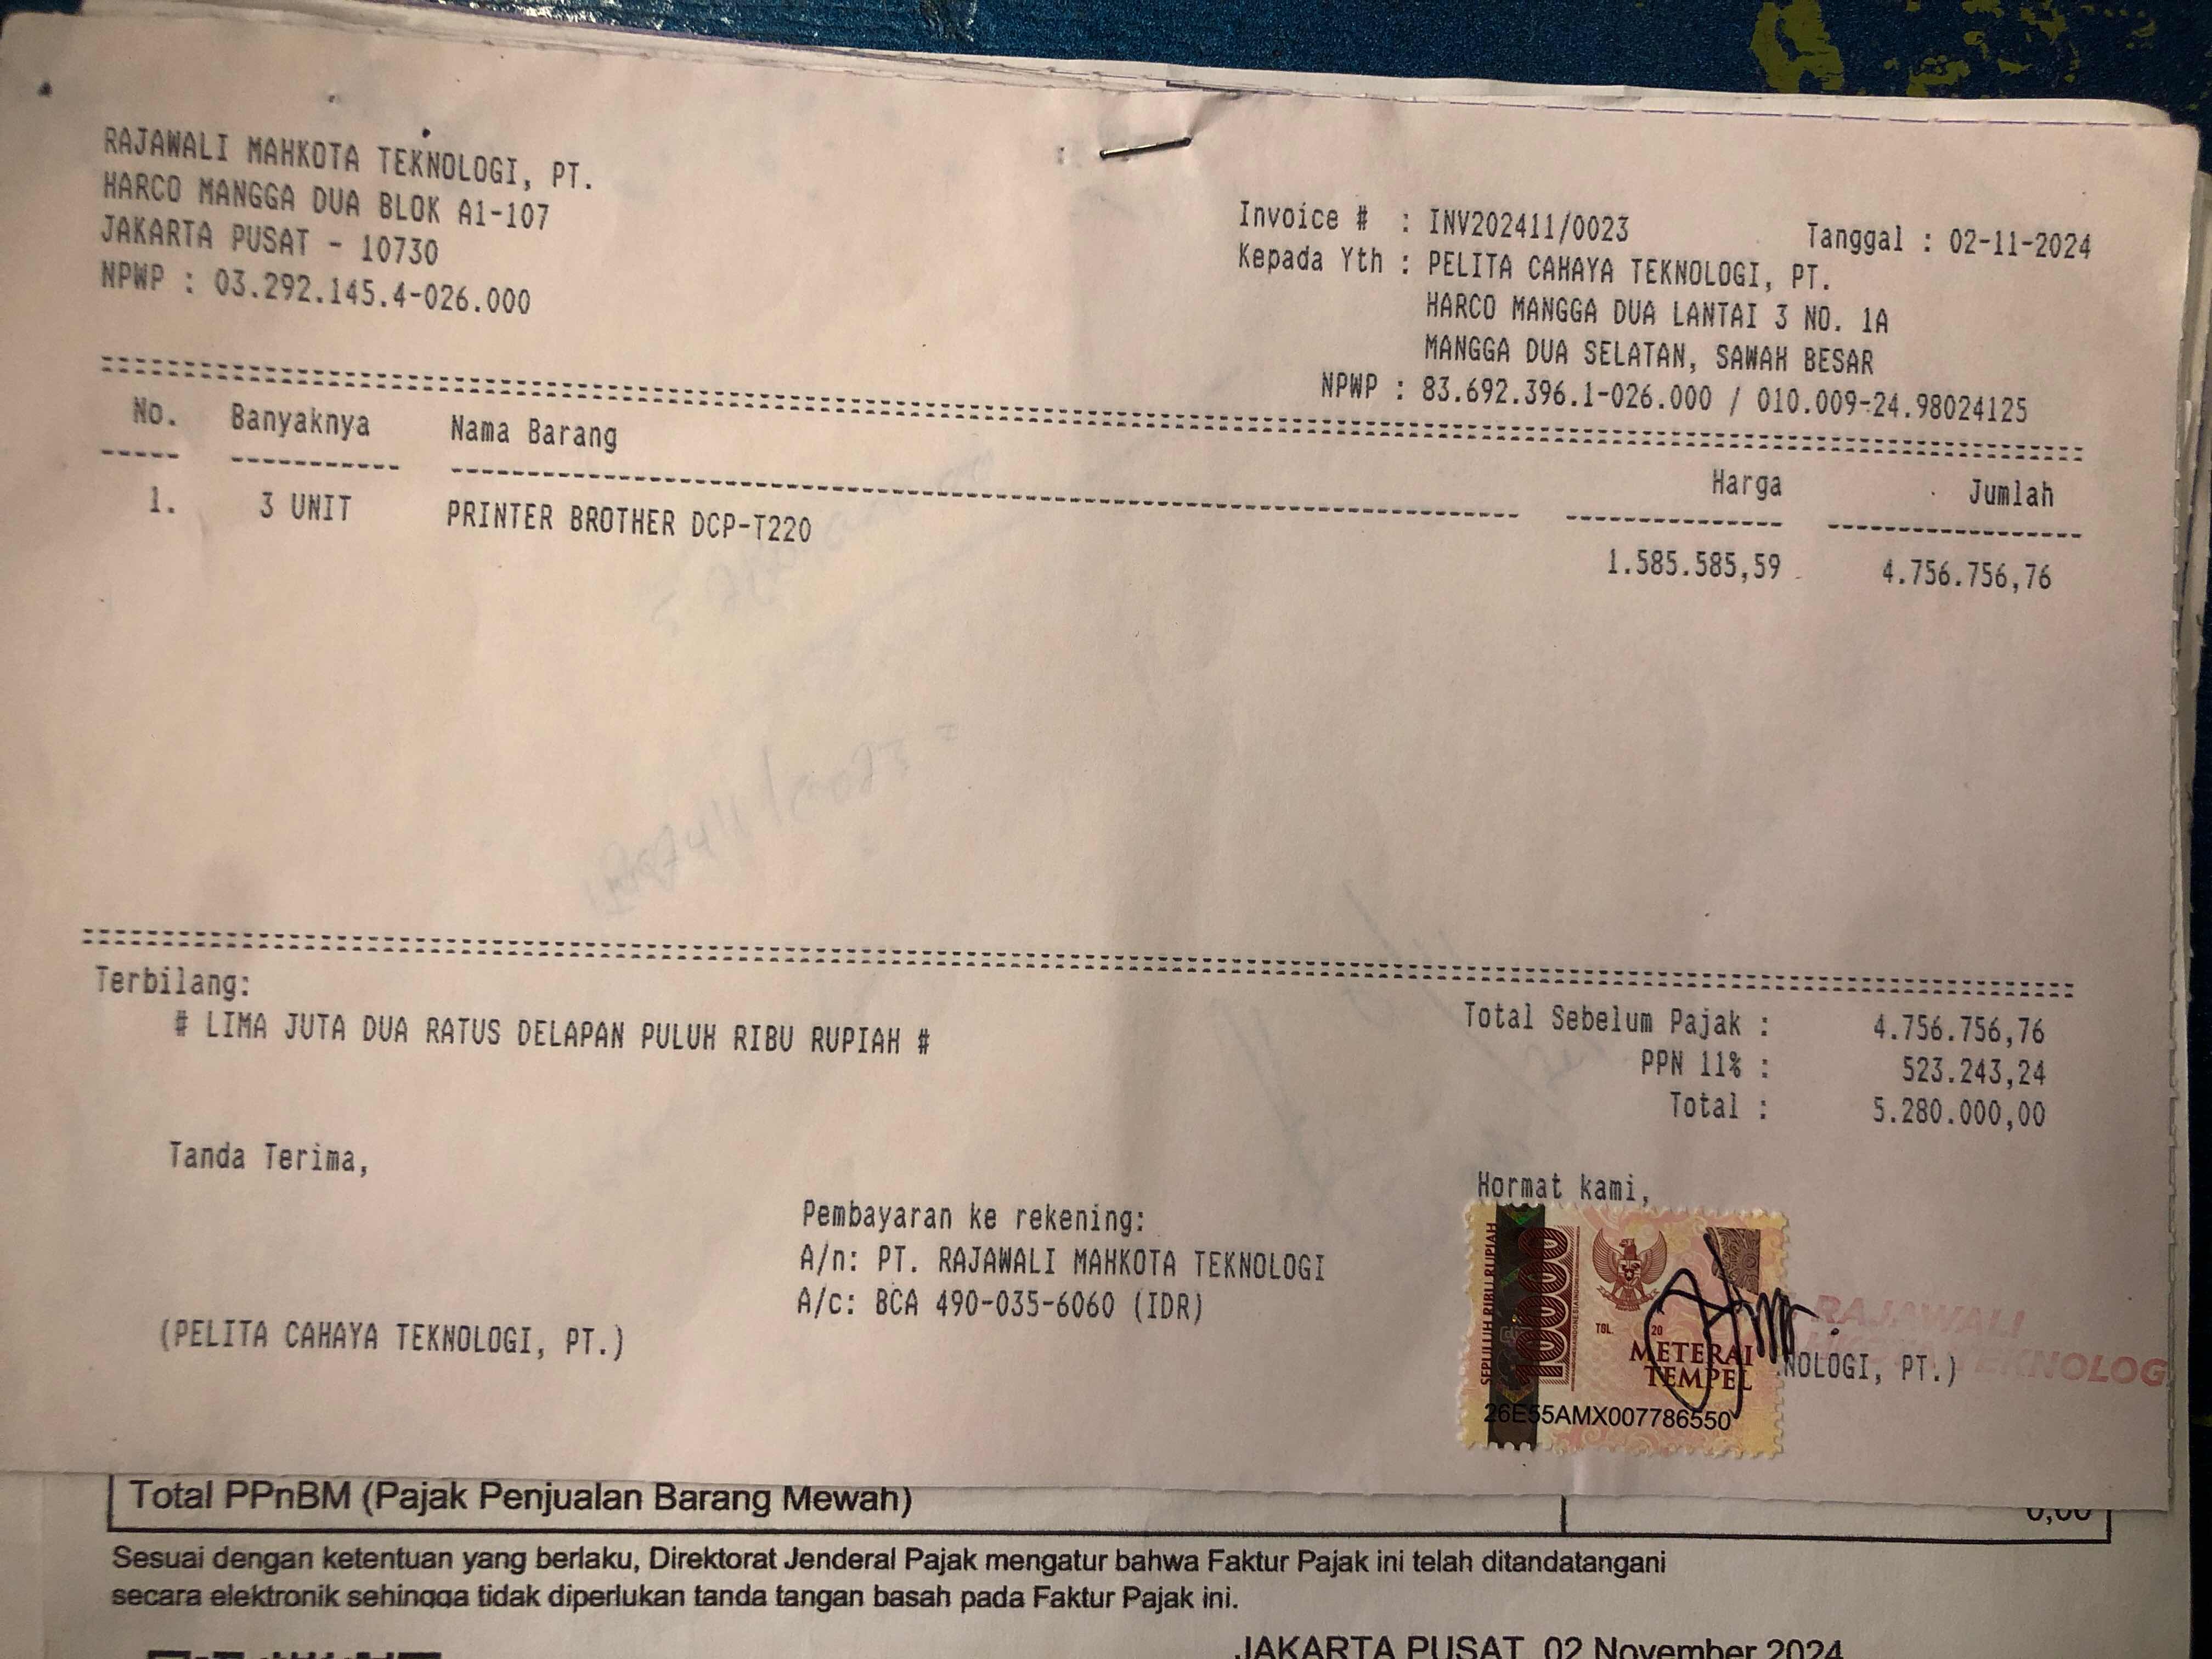 RAJAWALI MAHKOTA TEKNOLOGI, PT.
HARCO MANGGA DUA BLOK A1-107
JAKARTA PUSAT - 10730
NPWP : 03.292.145.4-026.000
Invoice # : INV202411/0023 Tanggal : 02-11-2024
Kepada Yth : PELITA CAHAYA TEKNOLOGI, PT.
HARCO MANGGA DUA LANTAI 3 NO. 1A
MANGGA DUA SELATAN, SAWAH BESAR
NPWP : 83.692.396.1-026.000 / 010.009-24.98024125
No. Banyaknya Nama Barang Harga Jumlah
1. 3 UNIT PRINTER BROTHER DCP-T220 1.585.585,59 4.756.756,76
Terbilang:
# LIMA JUTA DUA RATUS DELAPAN PULUH RIBU RUPIAH #
Total Sebelum Pajak : 4.756.756,76
PPN 11% : 523.243,24
Total : 5.280.000,00
Tanda Terima,
(PELITA CAHAYA TEKNOLOGI, PT.)
Pembayaran ke rekening:
A/n: PT. RAJAWALI MAHKOTA TEKNOLOGI
A/c: BCA 490-035-6060 (IDR)
Hormat kami,
SEPULUH RIBU RUPIAH
10000
TGL. 20
METERAI
TEMPEL
26E55AMX007786550
RAJAWALI
TEKNOLOG
NOLOGI, PT.)
Total PPnBM (Pajak Penjualan Barang Mewah) 0,00
Sesuai dengan ketentuan yang berlaku, Direktorat Jenderal Pajak mengatur bahwa Faktur Pajak ini telah ditandatangani
secara elektronik sehingga tidak diperlukan tanda tangan basah pada Faktur Pajak ini.
JAKARTA PUSAT, 02 November 2024